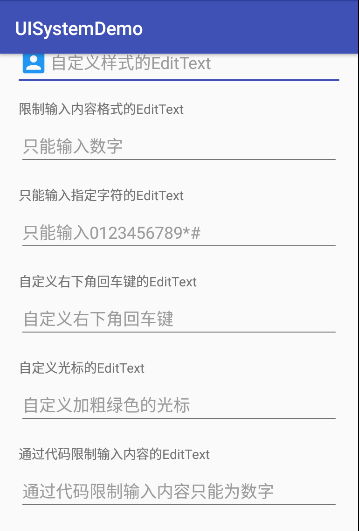 UISystemDemo
自定义样式的EditText
限制输入内容格式的EditText
只能输入数字
只能输入指定字符的EditText
只能输入0123456789*#
自定义右下角回车键的EditText
自定义右下角回车键
自定义光标的EditText
自定义加粗绿色的光标
通过代码限制输入内容的EditText
通过代码限制输入内容只能为数字